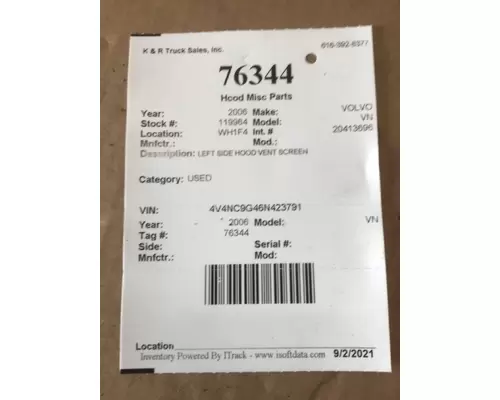 K & R Truck Sales, Inc. 616-392-6377
76344
Hood Misc Parts
Year: 2006 Make: VOLVO
Stock #: 119964 Model: VN
Location: WH1F4 Int. # 20413696
Mnfctr.: Mod.:
Description: LEFT SIDE HOOD VENT SCREEN
Category: USED
VIN: 4V4NC9G46N423791
Year: 2006 Model: VN
Tag #: 76344
Side: Serial #:
Mnfctr.: Mod:
Location
Inventory Powered By ITrack - www.isoftdata.com 9/2/2021